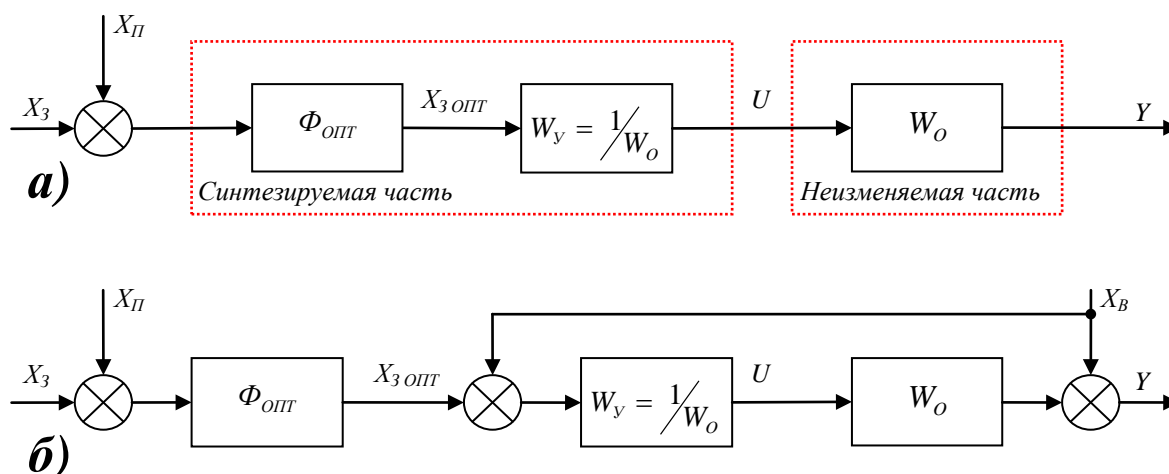 X_П
X_З
Φ_ОПТ
X_З ОПТ
W_У = 1/W_О
U
W_О
Y
а)
Синтезируемая часть
Неизменяемая часть
X_П
X_В
X_З
Φ_ОПТ
X_З ОПТ
W_У = 1/W_О
U
W_О
Y
б)